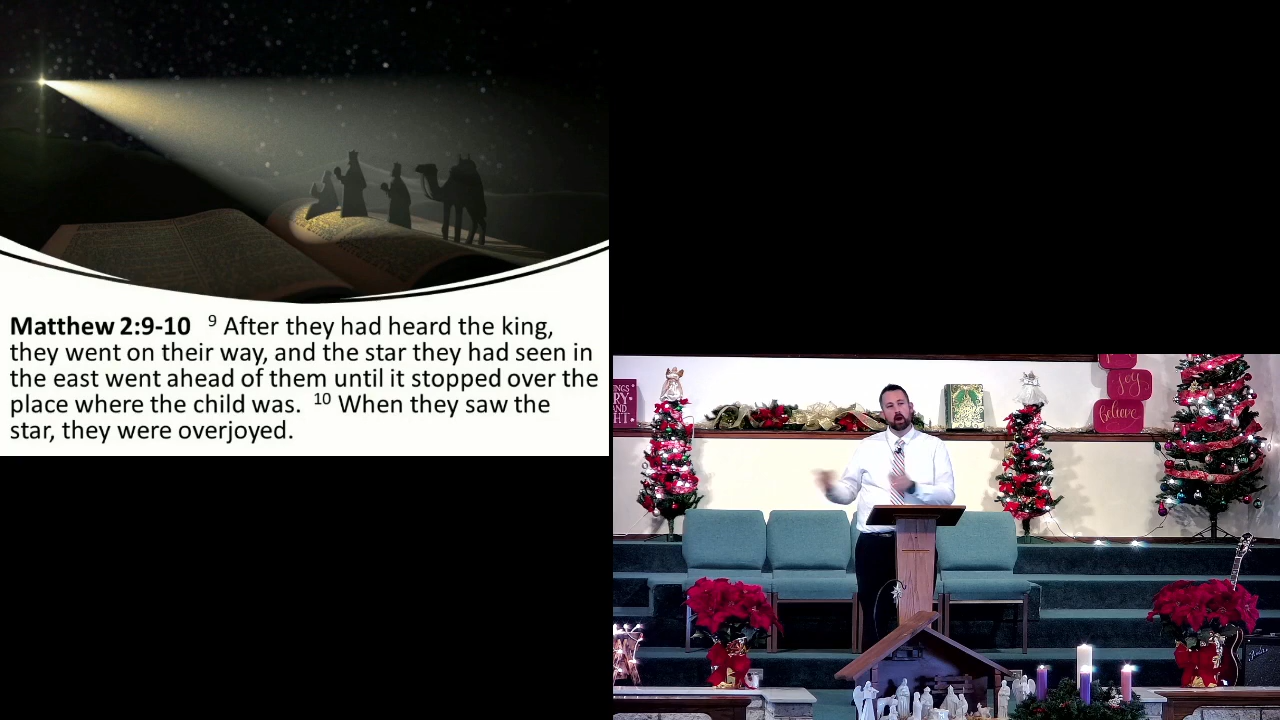 Matthew 2:9-10 ⁹ After they had heard the king,
they went on their way, and the star they had seen in
the east went ahead of them until it stopped over the
place where the child was. ¹⁰ When they saw the
star, they were overjoyed.
joy
Believe